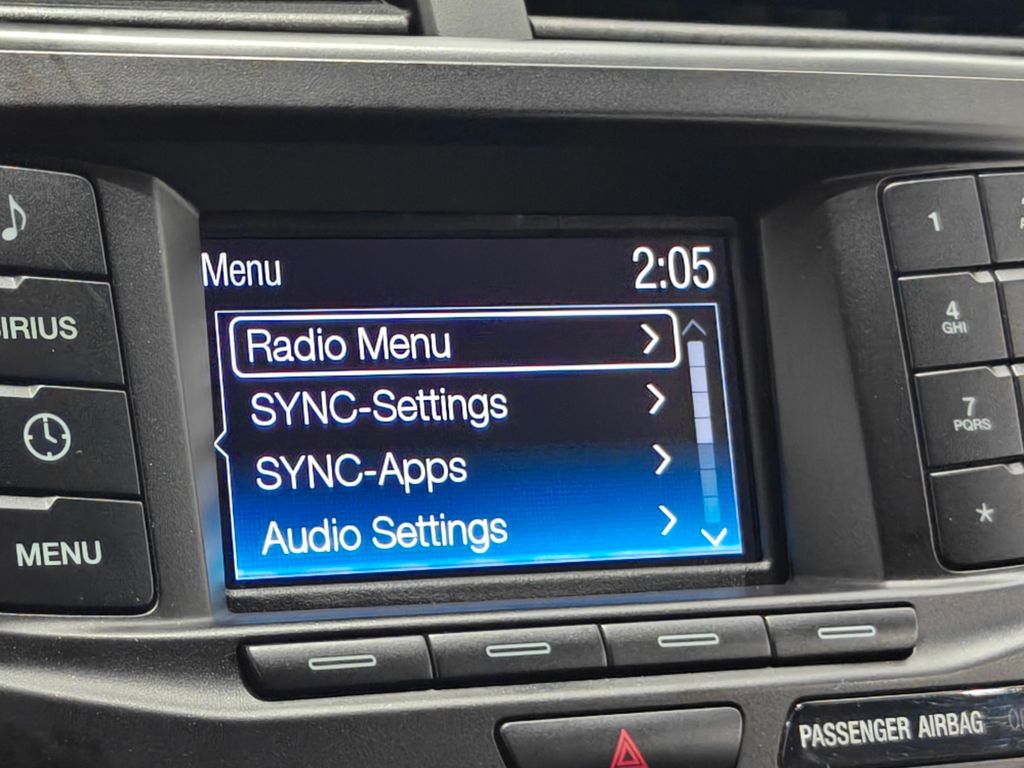 Menu 2:05
Radio Menu
SYNC-Settings
SYNC-Apps
Audio Settings
MENU
1
4
GHI
7
PQRS
*
PASSENGER AIRBAG